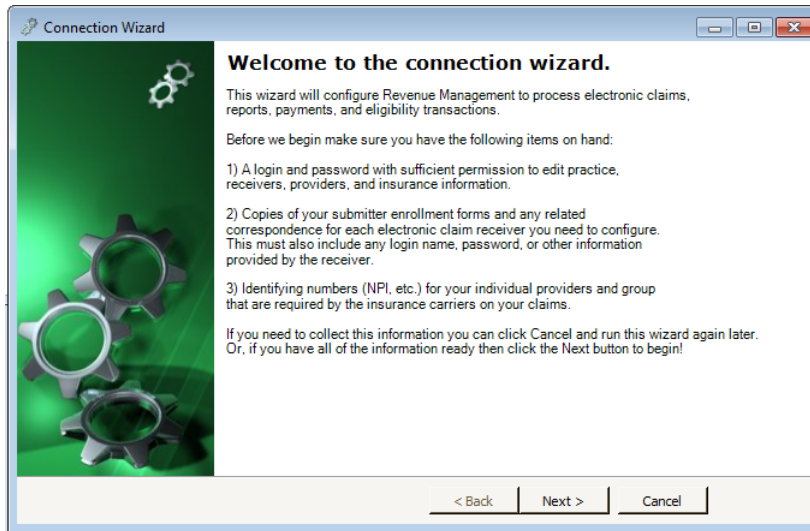 Connection Wizard
Welcome to the connection wizard.
This wizard will configure Revenue Management to process electronic claims,
reports, payments, and eligibility transactions.
Before we begin make sure you have the following items on hand:
1) A login and password with sufficient permission to edit practice,
receivers, providers, and insurance information.
2) Copies of your submitter enrollment forms and any related
correspondence for each electronic claim receiver you need to configure.
This must also include any login name, password, or other information
provided by the receiver.
3) Identifying numbers (NPI, etc.) for your individual providers and group
that are required by the insurance carriers on your claims.
If you need to collect this information you can click Cancel and run this wizard again later.
Or, if you have all of the information ready then click the Next button to begin!
< Back Next > Cancel